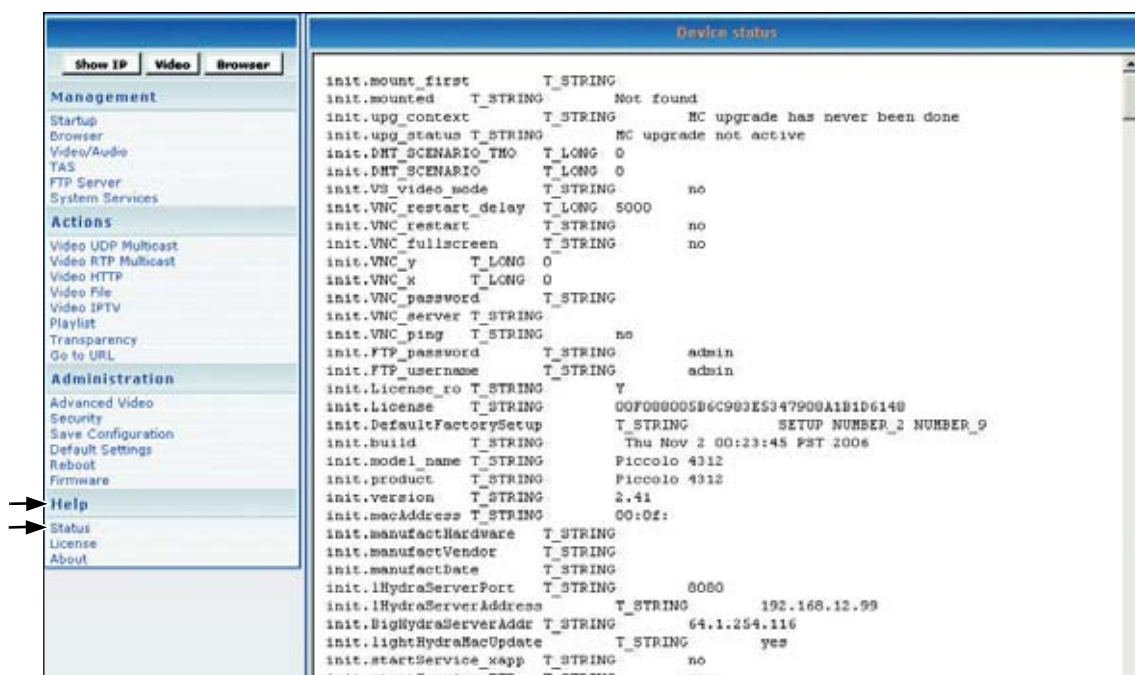 Device status
Show IP Video Browser
Management
Startup
Browser
Video/Audio
TAS
FTP Server
System Services
Actions
Video UDP Multicast
Video RTP Multicast
Video HTTP
Video File
Video IPTV
Playlist
Transparency
Go to URL
Administration
Advanced Video
Security
Save Configuration
Default Settings
Reboot
Firmware
Help
Status
License
About
init.mount_first T_STRING
init.mounted T_STRING Not found
init.upg_context T_STRING MC upgrade has never been done
init.upg_status T_STRING MC upgrade not active
init.DMT_SCENARIO_TMO T_LONG 0
init.DMT_SCENARIO T_LONG 0
init.VS_video_mode T_STRING no
init.VNC_restart_delay T_LONG 5000
init.VNC_restart T_STRING no
init.VNC_fullscreen T_STRING no
init.VNC_y T_LONG 0
init.VNC_x T_LONG 0
init.VNC_password T_STRING
init.VNC_server T_STRING
init.VNC_ping T_STRING no
init.FTP_password T_STRING admin
init.FTP_username T_STRING admin
init.License_ro T_STRING Y
init.License T_STRING
init.DefaultFactorySetup T_STRING SETUP NUMBER_2 NUMBER_9
init.build T_STRING Thu Nov 2 00:23:45 PST 2006
init.model_name T_STRING Piccolo 4312
init.product T_STRING Piccolo 4312
init.version T_STRING 2.41
init.macAddress T_STRING 00:0f:
init.manufactHardware T_STRING
init.manufactVendor T_STRING
init.manufactDate T_STRING
init.lHydraServerPort T_STRING 8080
init.lHydraServerAddress T_STRING 192.168.12.99
init.BigHydraServerAddr T_STRING 64.1.254.116
init.lightHydraMacUpdate T_STRING yes
init.startService_xapp T_STRING no